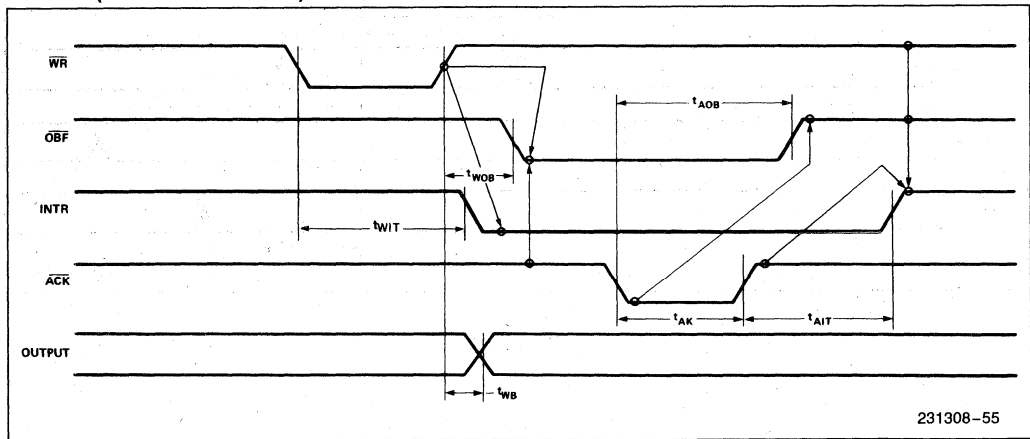 WR
tAOB
OBF
tWOB
INTR
tWIT
ACK
tAK
tAIT
OUTPUT
tWB
231308-55